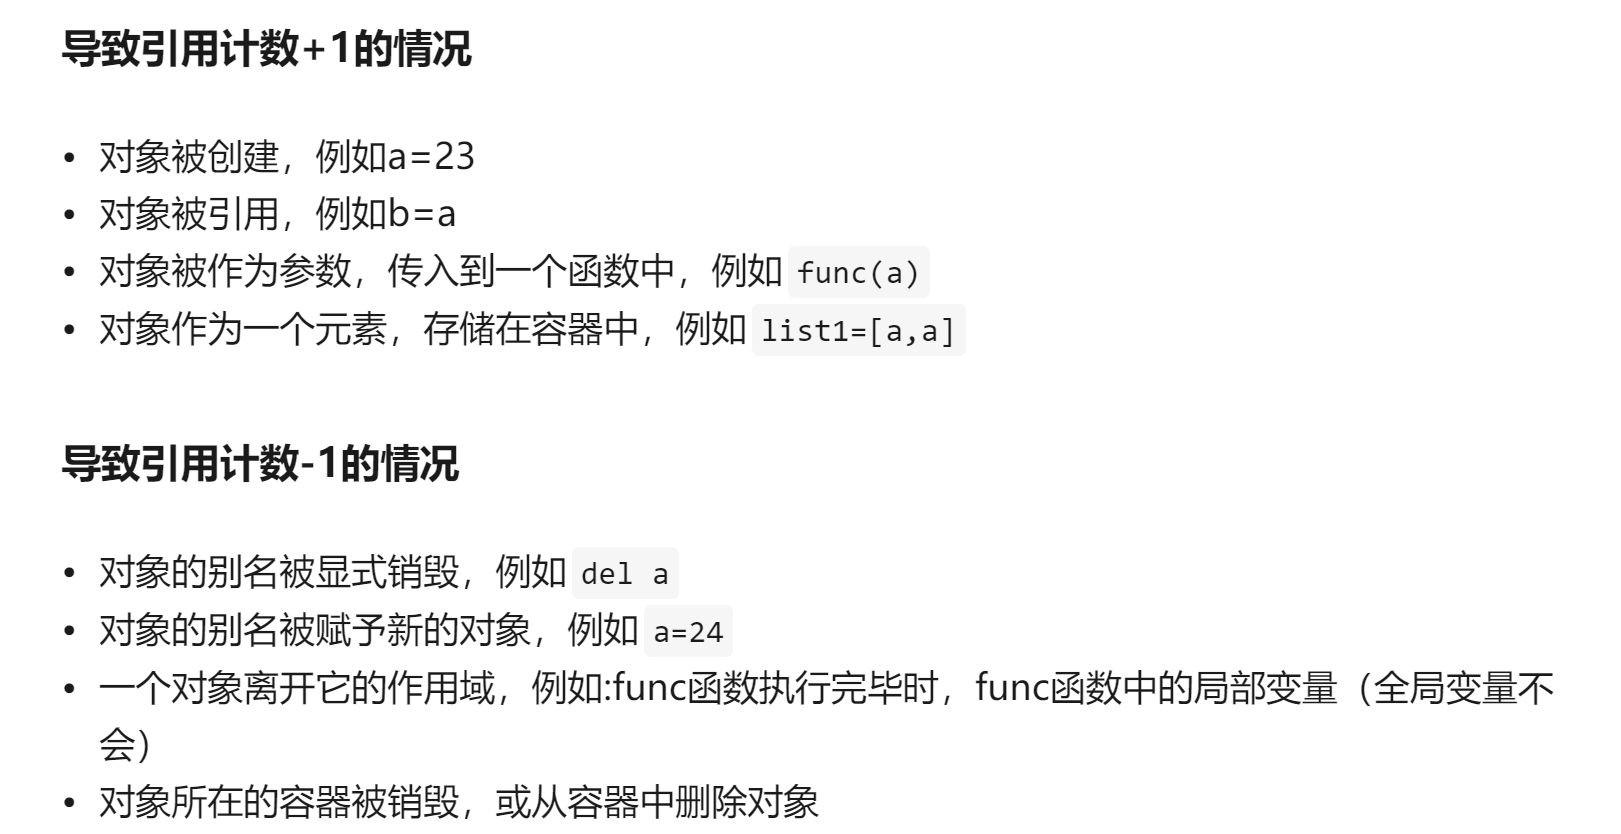 导致引用计数+1的情况
• 对象被创建，例如a=23
• 对象被引用，例如b=a
• 对象被作为参数，传入到一个函数中，例如 func(a)
• 对象作为一个元素，存储在容器中，例如 list1=[a,a]
导致引用计数-1的情况
• 对象的别名被显式销毁，例如 del a
• 对象的别名被赋予新的对象，例如 a=24
• 一个对象离开它的作用域，例如:func函数执行完毕时，func函数中的局部变量（全局变量不
会）
• 对象所在的容器被销毁，或从容器中删除对象